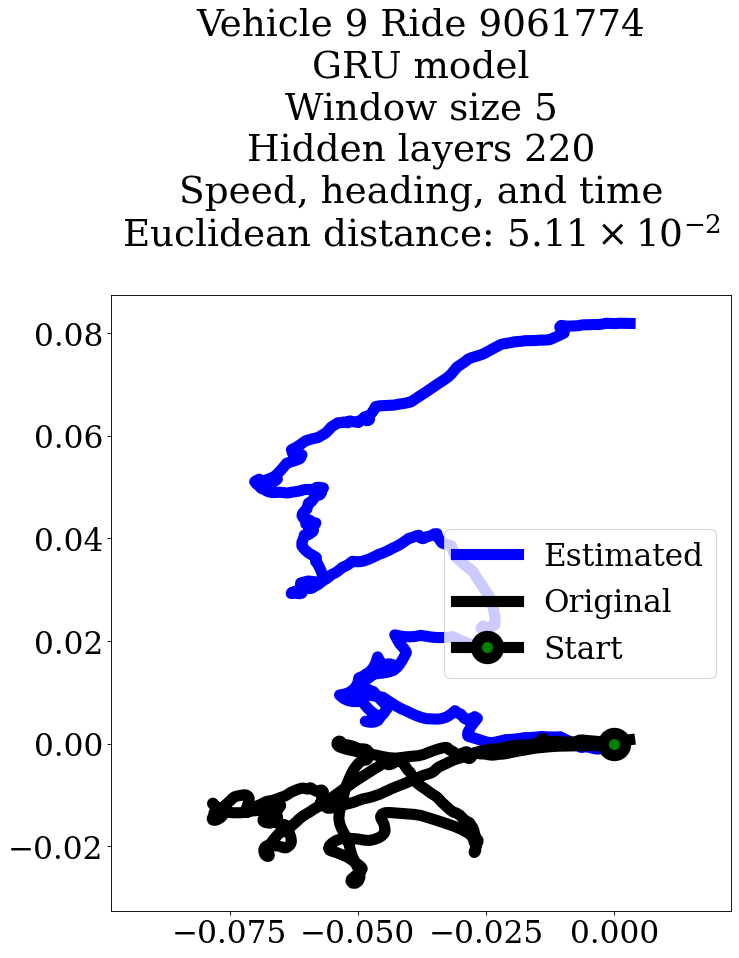 Vehicle 9 Ride 9061774
GRU model
Window size 5
Hidden layers 220
Speed, heading, and time
Euclidean distance: 5.11 × 10⁻²
0.08
0.06
0.04
0.02
0.00
−0.02
Estimated
Original
Start
−0.075 −0.050 −0.025 0.000